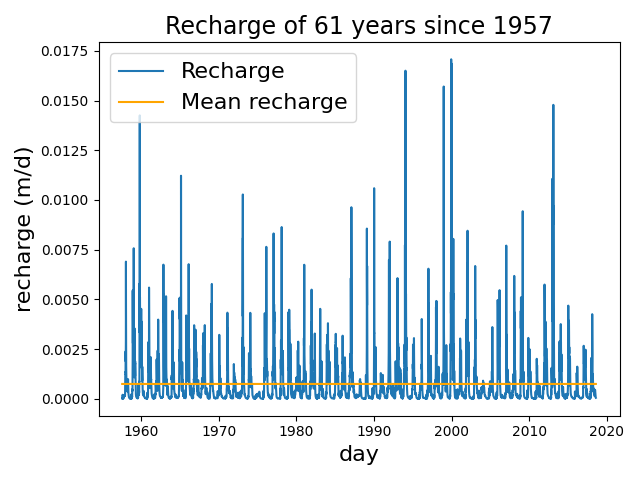 Recharge of 61 years since 1957
0.0175
0.0150
0.0125
0.0100
0.0075
0.0050
0.0025
0.0000
recharge (m/d)
Recharge
Mean recharge
1960 1970 1980 1990 2000 2010 2020
day